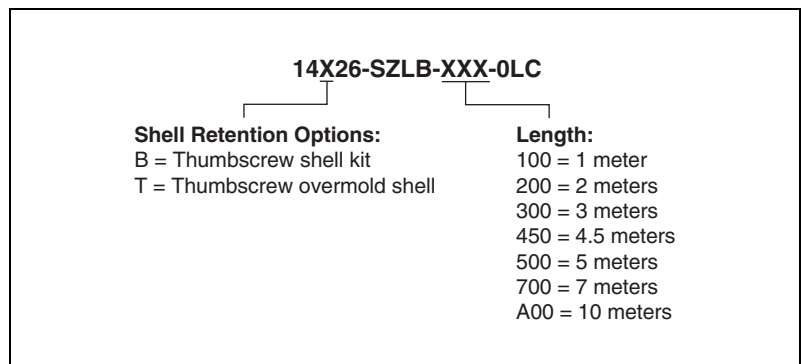 14X26-SZLB-XXX-0LC
Shell Retention Options:
B = Thumbscrew shell kit
T = Thumbscrew overmold shell
Length:
100 = 1 meter
200 = 2 meters
300 = 3 meters
450 = 4.5 meters
500 = 5 meters
700 = 7 meters
A00 = 10 meters